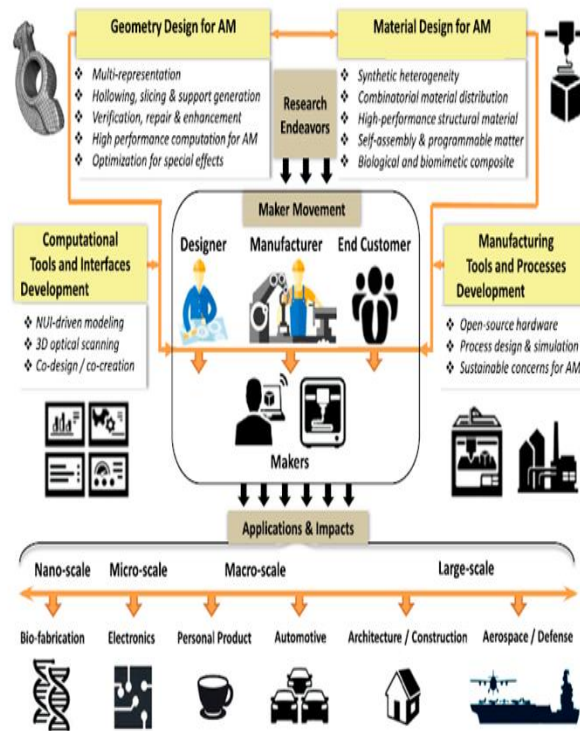 Geometry Design for AM
❖ Multi-representation
❖ Hollowing, slicing & support generation
❖ Verification, repair & enhancement
❖ High performance computation for AM
❖ Optimization for special effects
Material Design for AM
❖ Synthetic heterogeneity
❖ Combinatorial material distribution
❖ High-performance structural material
❖ Self-assembly & programmable matter
❖ Biological and biomimetic composite
Research
Endeavors
Maker Movement
Designer Manufacturer End Customer
Computational
Tools and Interfaces
Development
❖ NUI-driven modeling
❖ 3D optical scanning
❖ Co-design / co-creation
Manufacturing
Tools and Processes
Development
❖ Open-source hardware
❖ Process design & simulation
❖ Sustainable concerns for AM
Makers
Applications & Impacts
Nano-scale Micro-scale Macro-scale Large-scale
Bio-fabrication Electronics Personal Product Automotive Architecture / Construction Aerospace / Defense